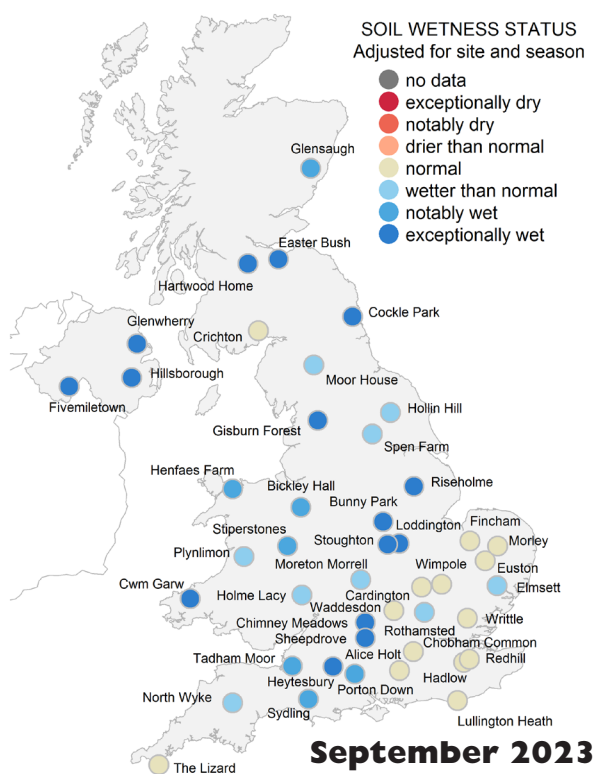 SOIL WETNESS STATUS
Adjusted for site and season
no data
exceptionally dry
notably dry
drier than normal
normal
wetter than normal
notably wet
exceptionally wet
Glensaugh
Easter Bush
Hartwood Home
Cockle Park
Glenwherry
Crichton
Hillsborough
Moor House
Fivemiletown
Hollin Hill
Gisburn Forest
Spen Farm
Henfaes Farm
Bickley Hall
Riseholme
Bunny Park
Loddington
Fincham
Stiperstones
Stoughton
Morley
Plynlimon
Moreton Morrell
Wimpole
Euston
Cwm Garw
Holme Lacy
Cardington
Elmsett
Waddesdon
Chimney Meadows
Rothamsted
Writtle
Sheepdrove
Chobham Common
Tadham Moor
Alice Holt
Redhill
Heytesbury
Hadlow
North Wyke
Porton Down
Sydling
Lullington Heath
The Lizard
September 2023